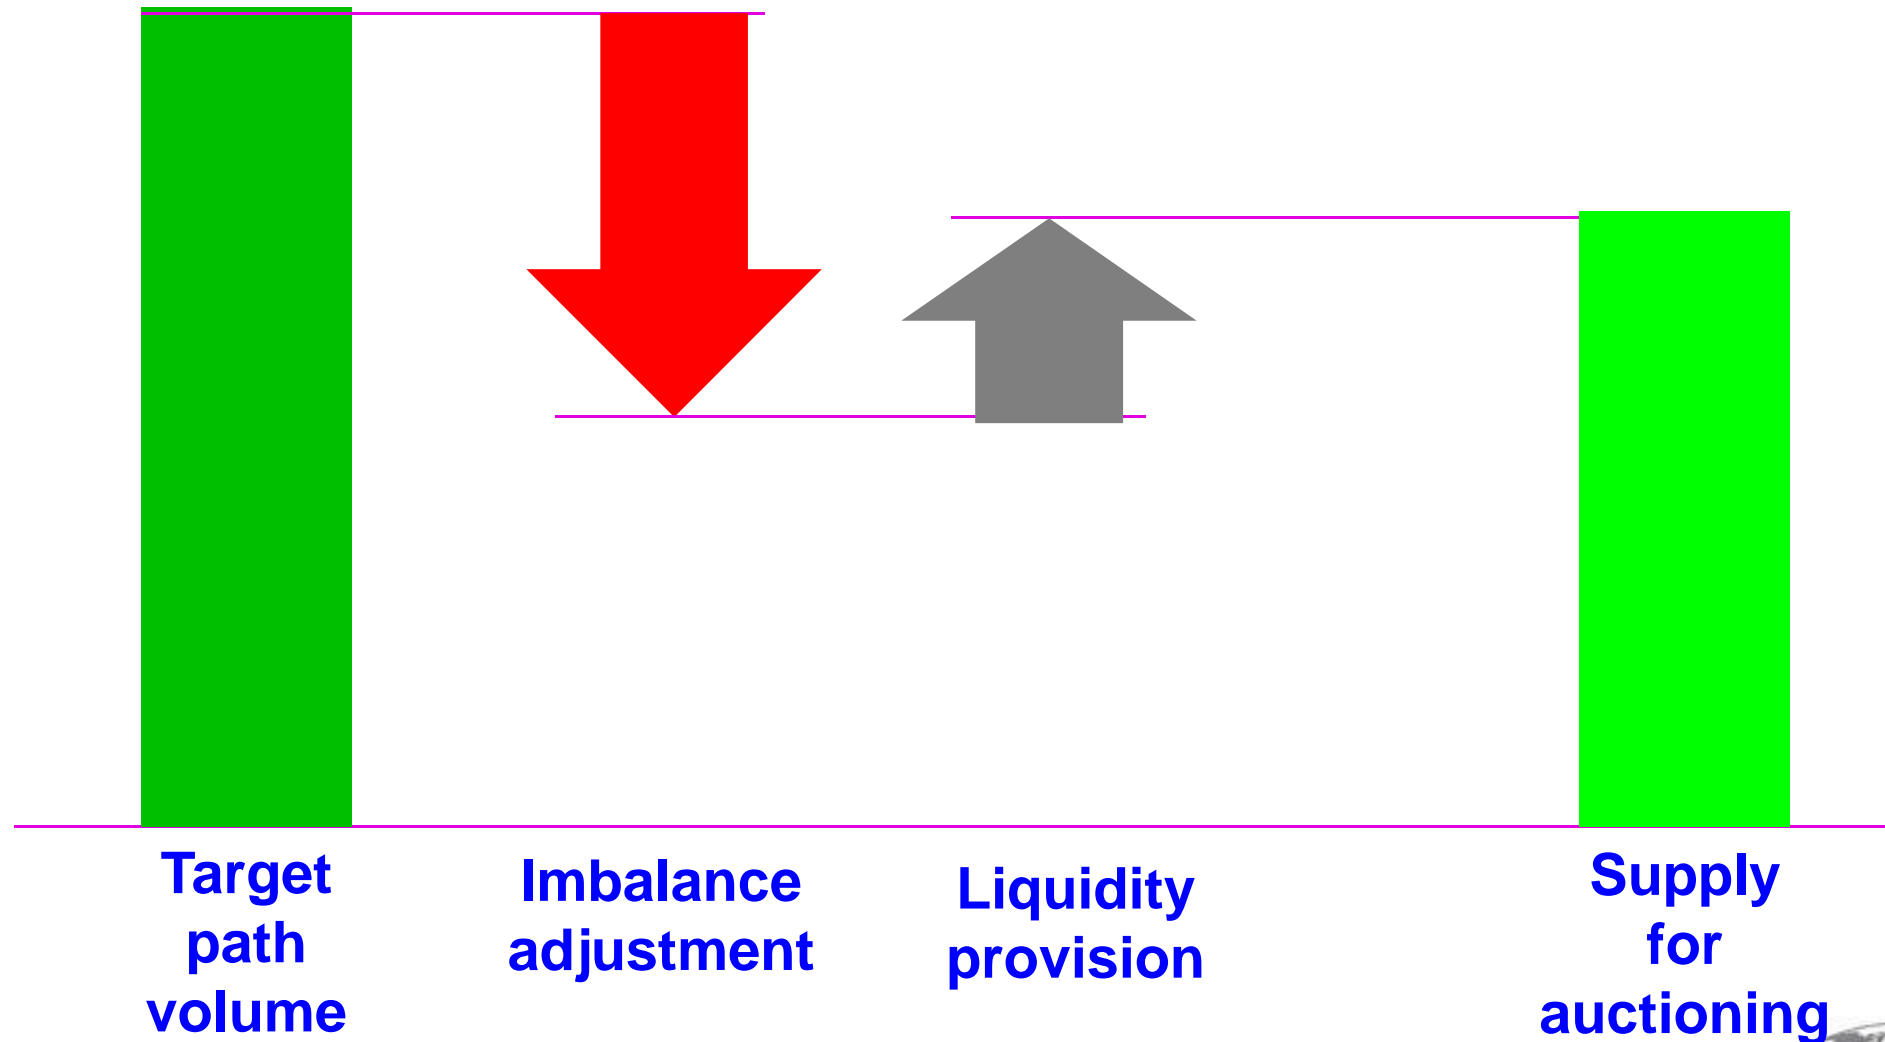 Target
path
volume
Imbalance
adjustment
Liquidity
provision
Supply
for
auctioning